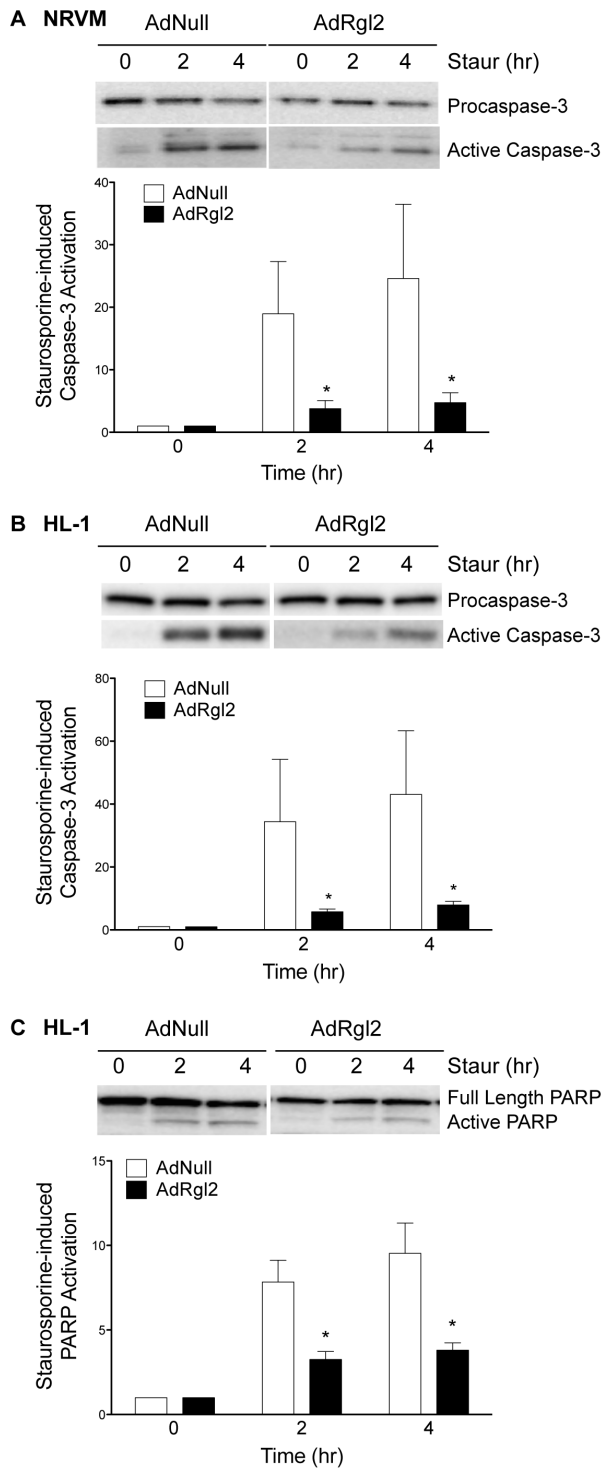 A NRVM
AdNull AdRgl2
0 2 4 0 2 4 Staur (hr)
Procaspase-3
Active Caspase-3
Staurosporine-induced
Caspase-3 Activation
40
30
20
10
0
AdNull
AdRgl2
* *
0 2 4
Time (hr)
B HL-1
AdNull AdRgl2
0 2 4 0 2 4 Staur (hr)
Procaspase-3
Active Caspase-3
Staurosporine-induced
Caspase-3 Activation
80
60
40
20
0
AdNull
AdRgl2
* *
0 2 4
Time (hr)
C HL-1
AdNull AdRgl2
0 2 4 0 2 4 Staur (hr)
Full Length PARP
Active PARP
Staurosporine-induced
PARP Activation
15
10
5
0
AdNull
AdRgl2
* *
0 2 4
Time (hr)